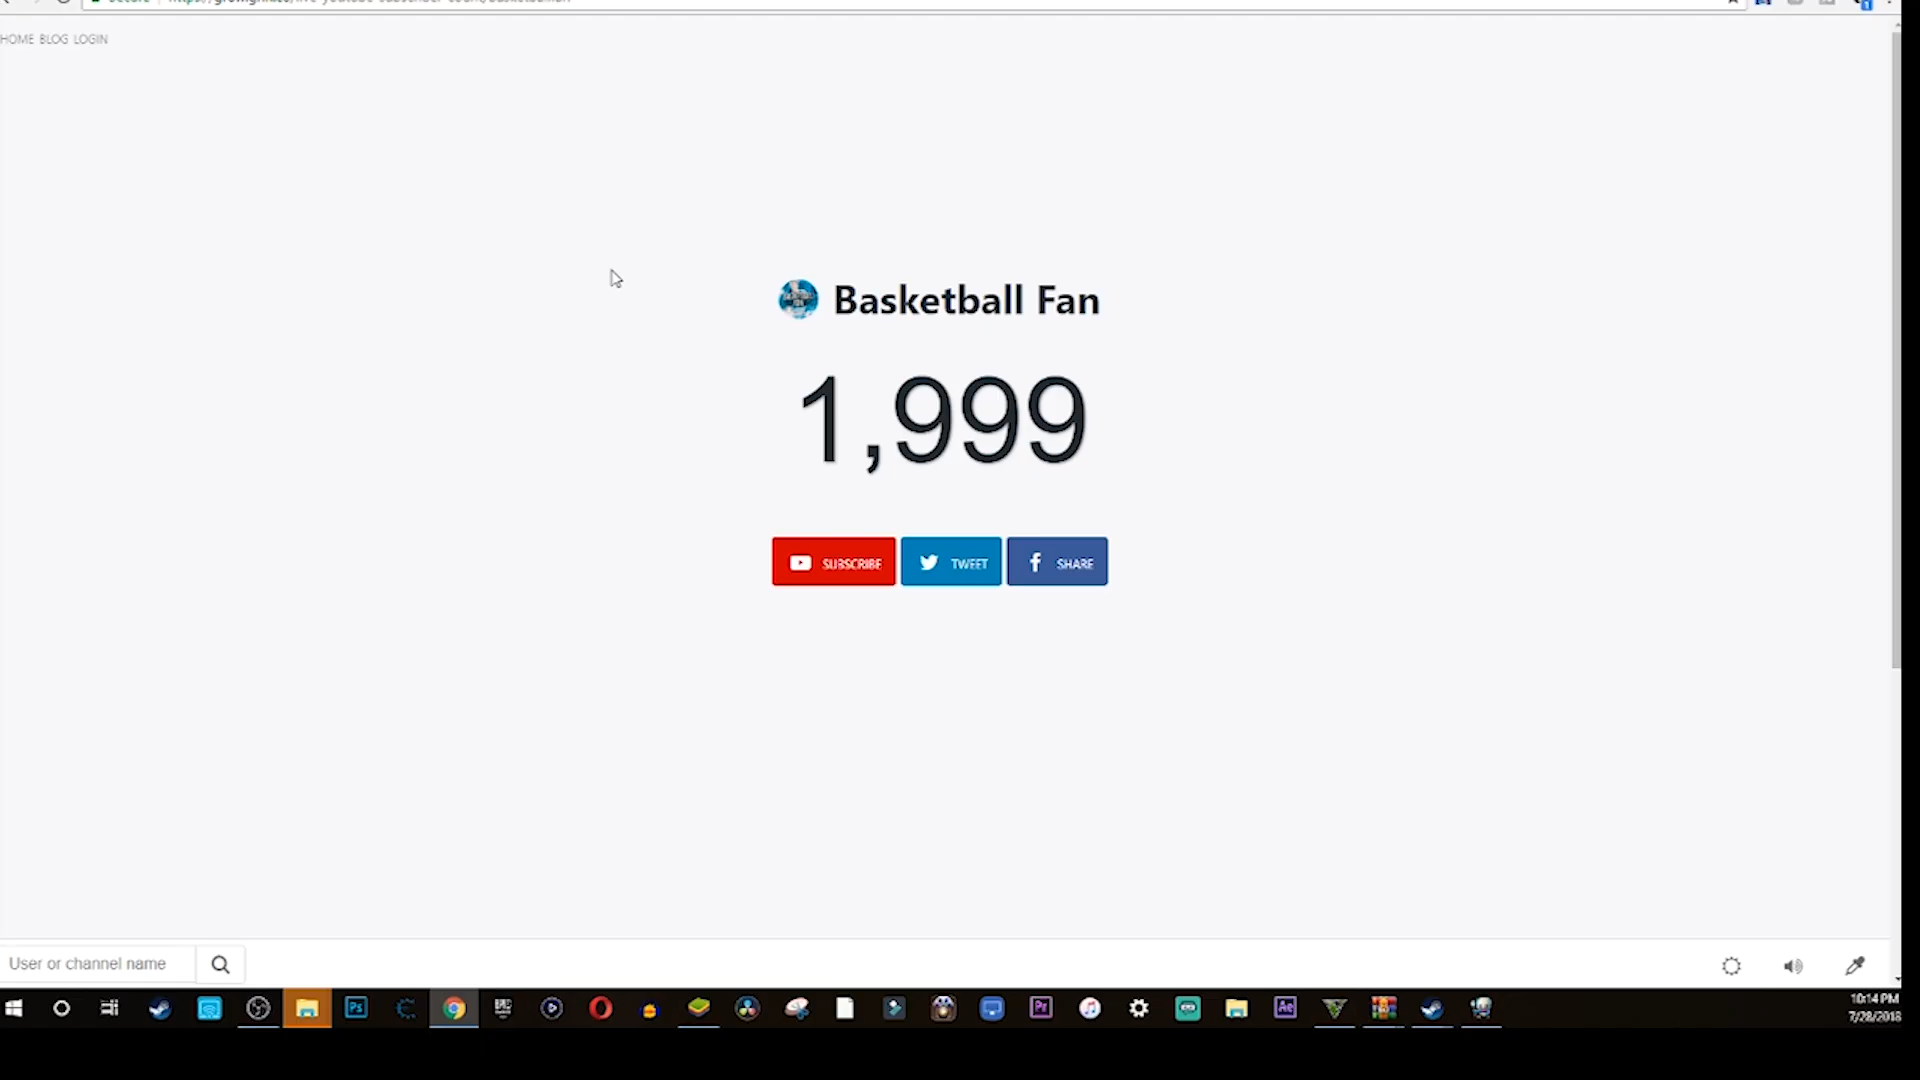 HOME BLOG LOGIN
Basketball Fan
1,999
SUBSCRIBE TWEET SHARE
User or channel name
10:14 PM
7/28/2018